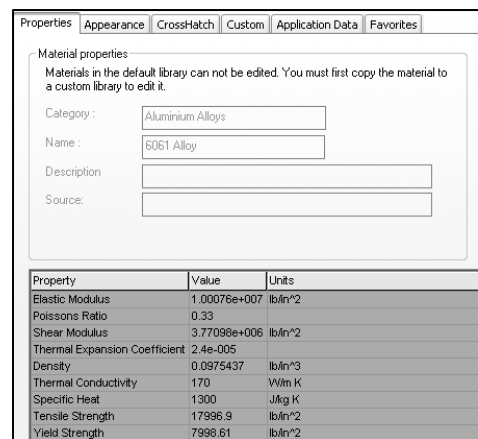 Properties Appearance CrossHatch Custom Application Data Favorites
Material properties
Materials in the default library can not be edited. You must first copy the material to
a custom library to edit it.
Category : Aluminium Alloys
Name : 6061 Alloy
Description
Source:
Property Value Units
Elastic Modulus 1.00076e+007 lb/in^2
Poissons Ratio 0.33
Shear Modulus 3.77098e+006 lb/in^2
Thermal Expansion Coefficient 2.4e-005
Density 0.0975437 lb/in^3
Thermal Conductivity 170 W/m K
Specific Heat 1300 J/kg K
Tensile Strength 17996.9 lb/in^2
Yield Strength 7998.61 lb/in^2